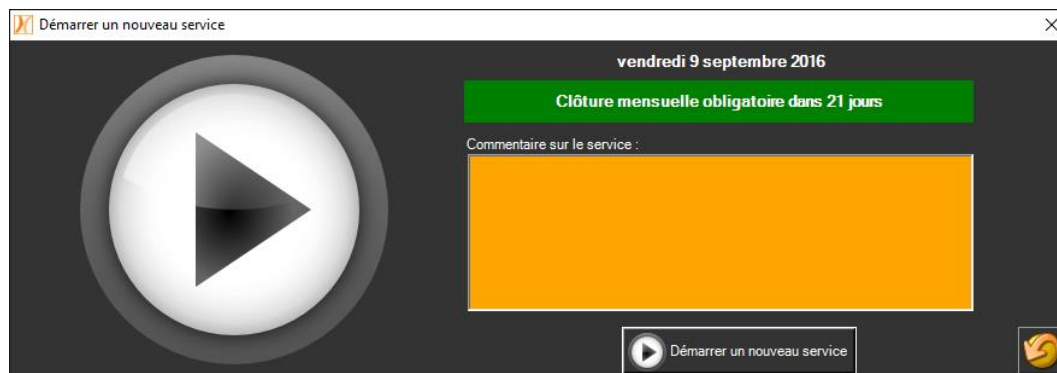 Démarrer un nouveau service
vendredi 9 septembre 2016
Clôture mensuelle obligatoire dans 21 jours
Commentaire sur le service :
Démarrer un nouveau service